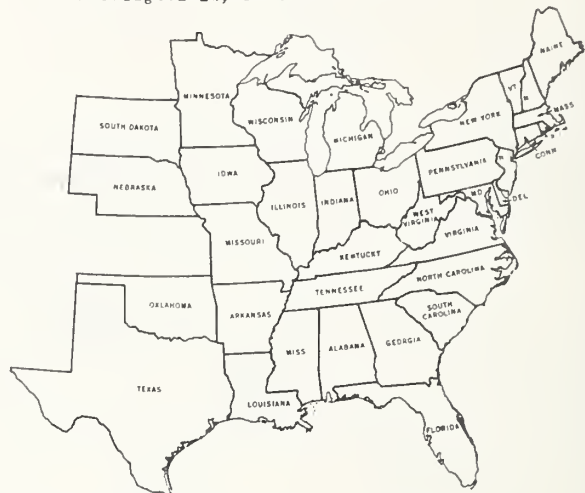 MAINE
MINNESOTA
VT
N
MASS
WISCONSIN
SOUTH DAKOTA
NEW YORK
MICHIGAN
CONN
PENNSYLVANIA
N
IOWA
NEBRASKA
OHIO
MD
DEL
ILLINOIS
INDIANA
WEST
VIRGINIA
VIRGINIA
MISSOURI
KENTUCKY
NORTH CAROLINA
TENNESSEE
OKLAHOMA
ARKANSAS
SOUTH
CAROLINA
MISS
ALABAMA
GEORGIA
TEXAS
LOUISIANA
FLORIDA